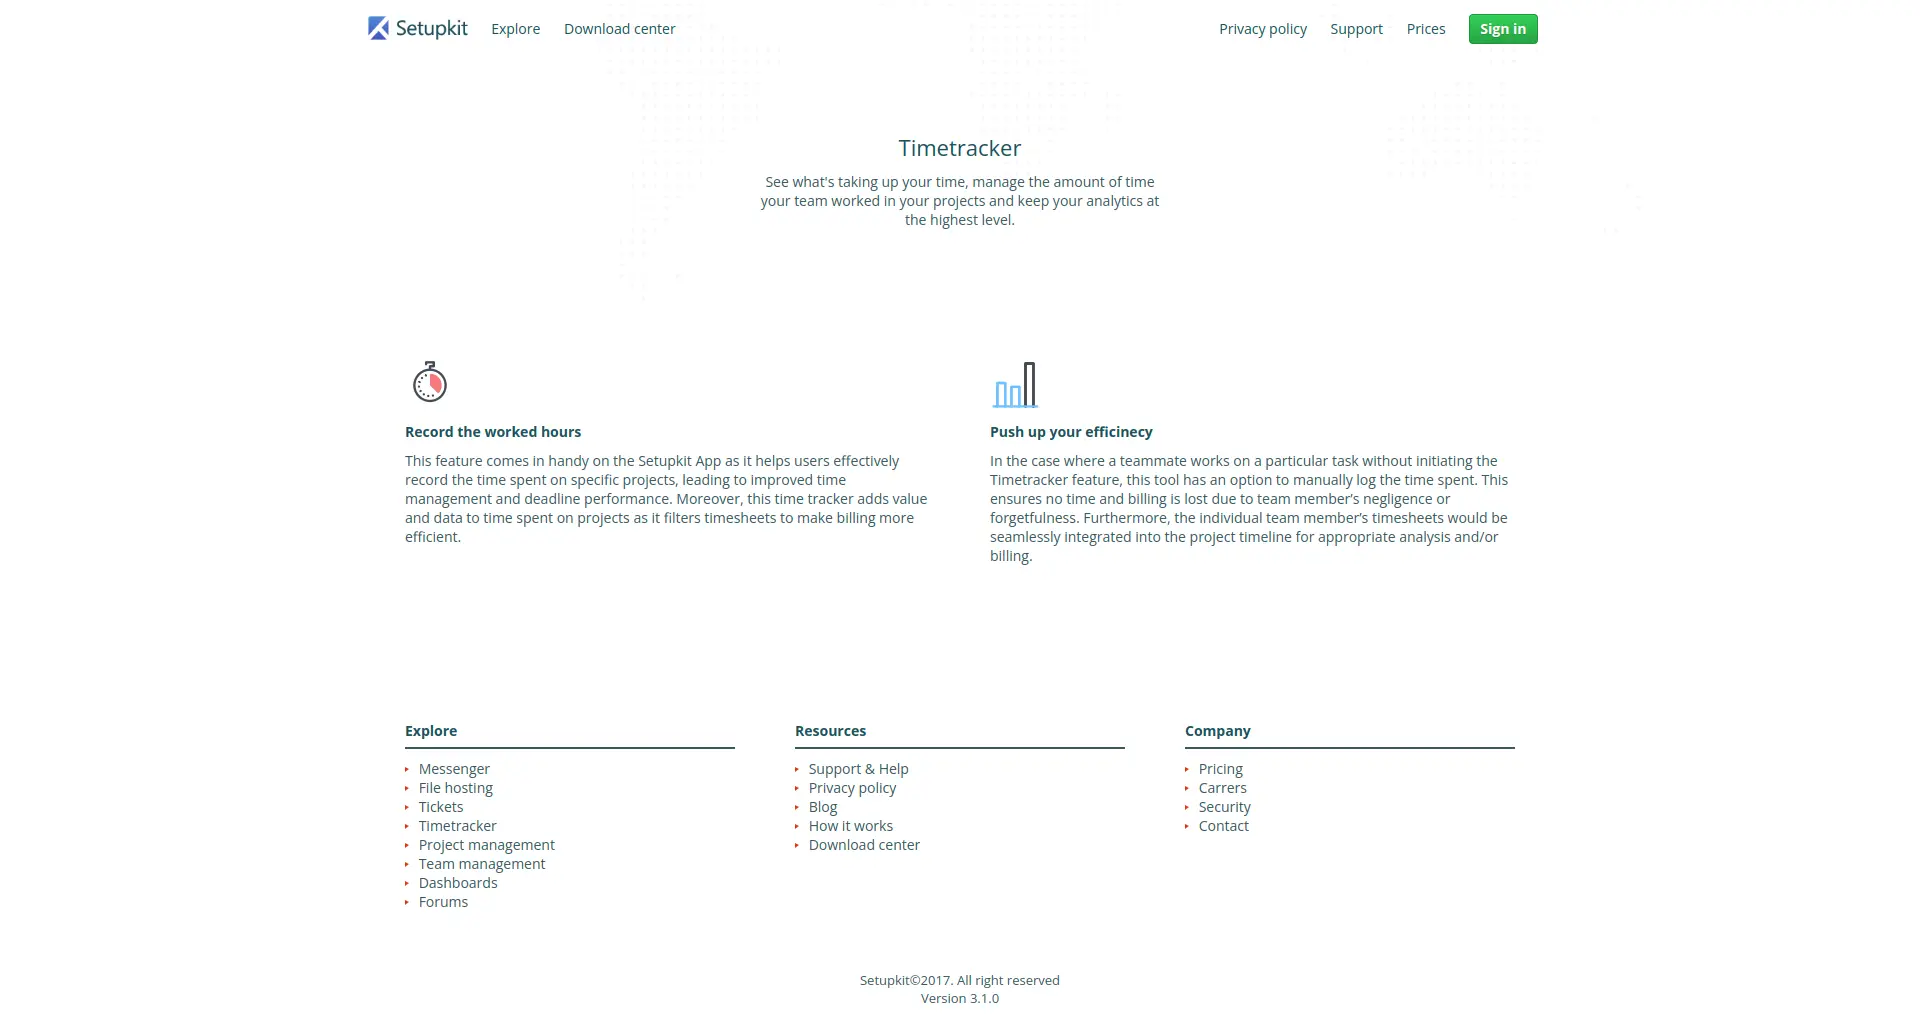 Setupkit Explore Download center Privacy policy Support Prices Sign in
Timetracker
See what's taking up your time, manage the amount of time
your team worked in your projects and keep your analytics at
the highest level.
Record the worked hours
This feature comes in handy on the Setupkit App as it helps users effectively
record the time spent on specific projects, leading to improved time
management and deadline performance. Moreover, this time tracker adds value
and data to time spent on projects as it filters timesheets to make billing more
efficient.
Push up your efficinecy
In the case where a teammate works on a particular task without initiating the
Timetracker feature, this tool has an option to manually log the time spent. This
ensures no time and billing is lost due to team member’s negligence or
forgetfulness. Furthermore, the individual team member’s timesheets would be
seamlessly integrated into the project timeline for appropriate analysis and/or
billing.
Explore
Messenger
File hosting
Tickets
Timetracker
Project management
Team management
Dashboards
Forums
Resources
Support & Help
Privacy policy
Blog
How it works
Download center
Company
Pricing
Carrers
Security
Contact
Setupkit©2017. All right reserved
Version 3.1.0